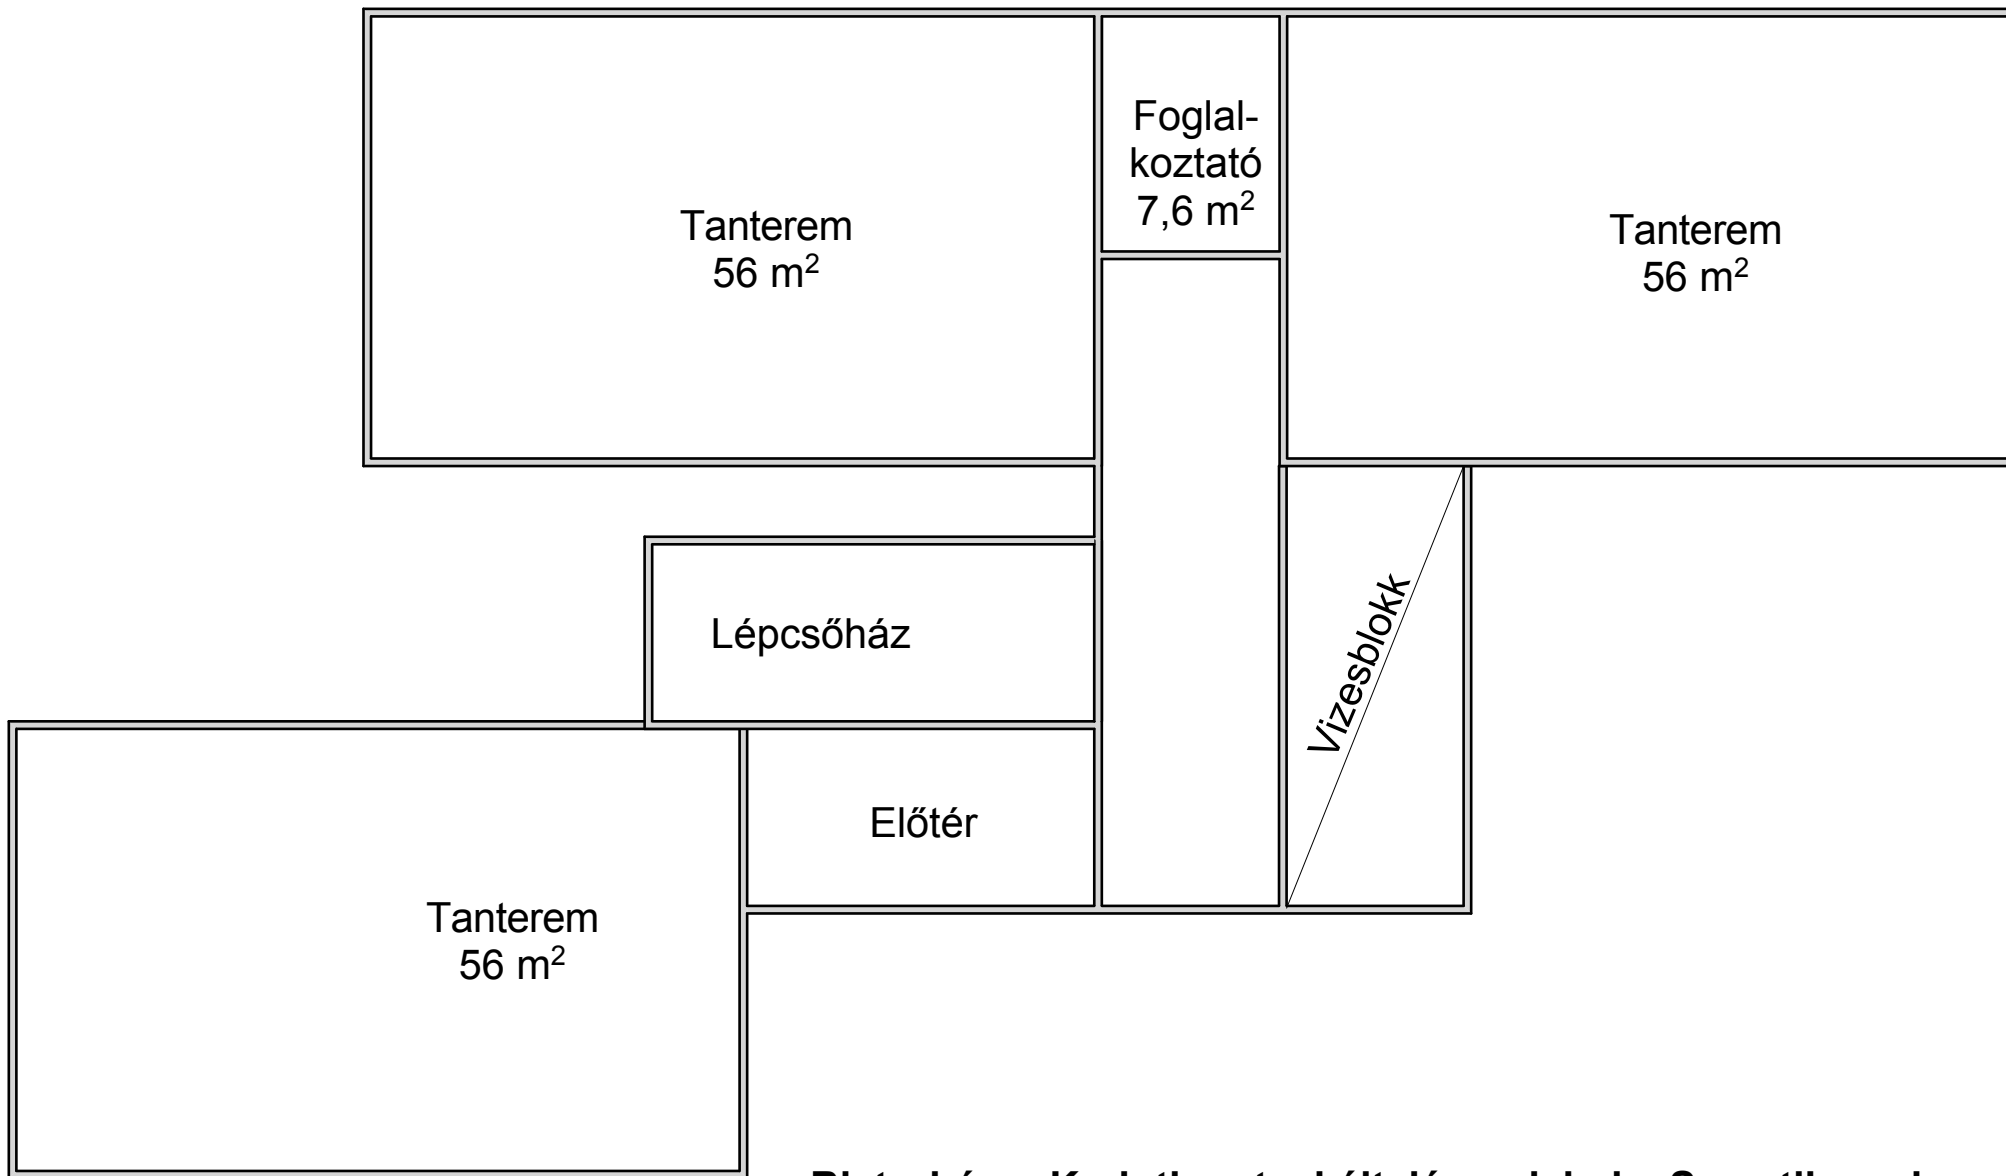 Foglal-
koztató
7,6 m²
Tanterem
56 m²
Tanterem
56 m²
Lépcsőház
Vizesblokk
Előtér
Tanterem
56 m²